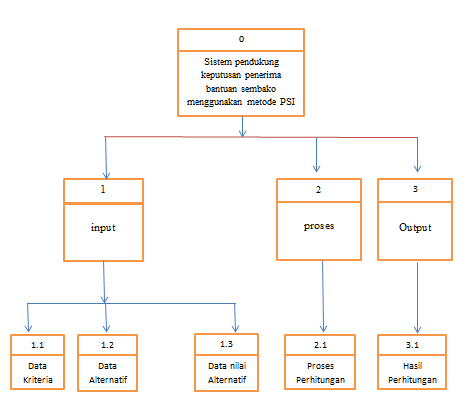 0
Sistem pendukung
keputusan penerima
bantuan sembako
menggunakan metode PSI
1
input
2
proses
3
Output
1.1
Data
Kriteria
1.2
Data
Alternatif
1.3
Data nilai
Alternatif
2.1
Proses
Perhitungan
3.1
Hasil
Perhitungan